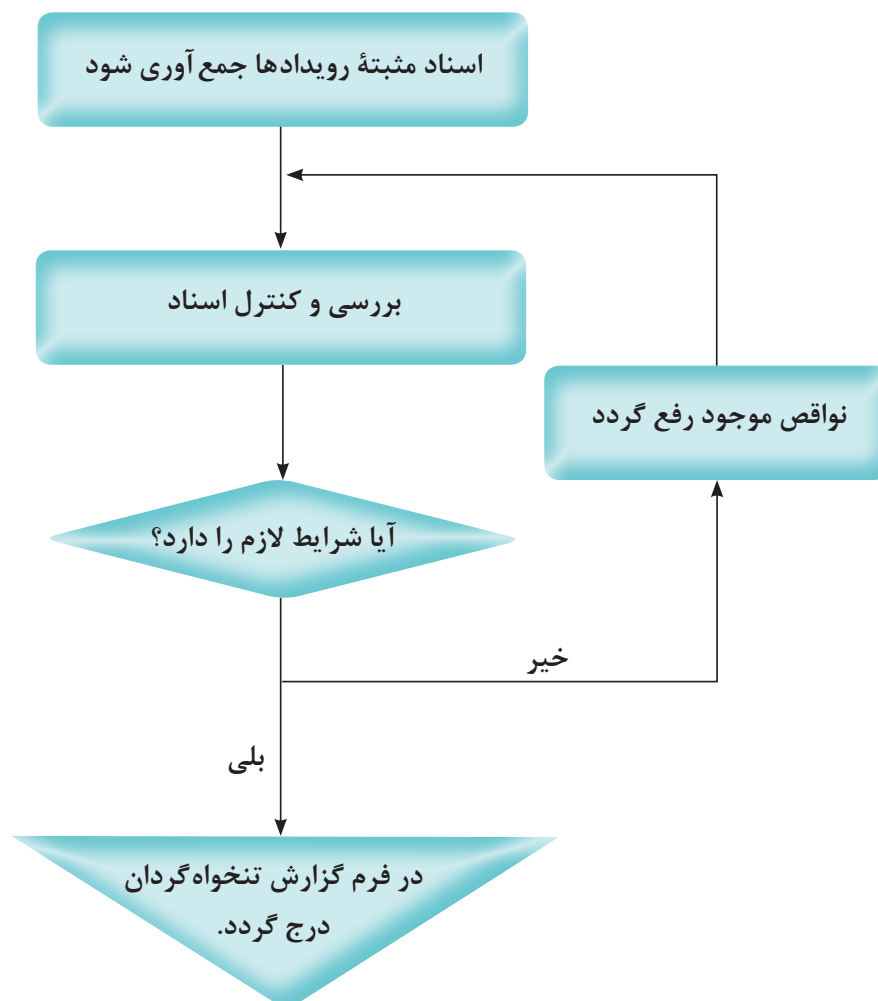 اسناد مثبتهٔ رویدادها جمع‌آوری شود
بررسی و کنترل اسناد
نواقص موجود رفع گردد
آیا شرایط لازم را دارد؟
خیر
بلی
در فرم گزارش تنخواه‌گردان
درج گردد.